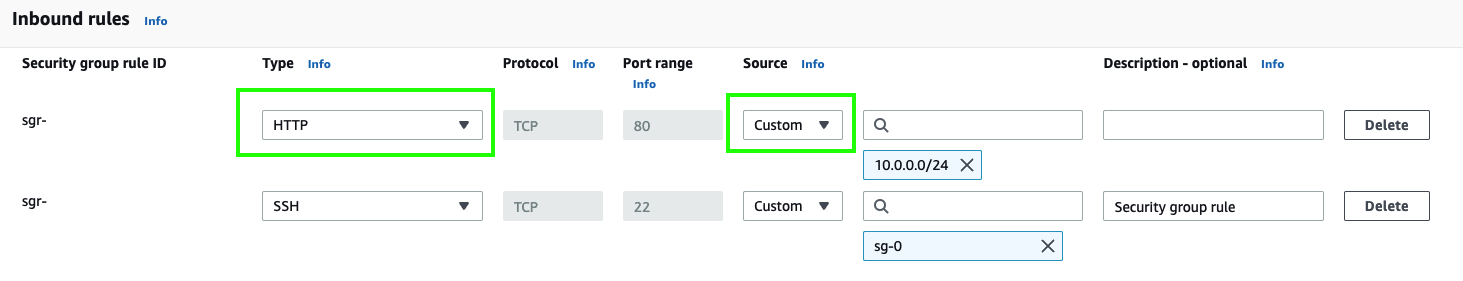 Inbound rules Info
Security group rule ID Type Info Protocol Info Port range Source Info Description - optional Info
Info
sgr- HTTP TCP 80 Custom Delete
10.0.0.0/24
sgr- SSH TCP 22 Custom Security group rule Delete
sg-0